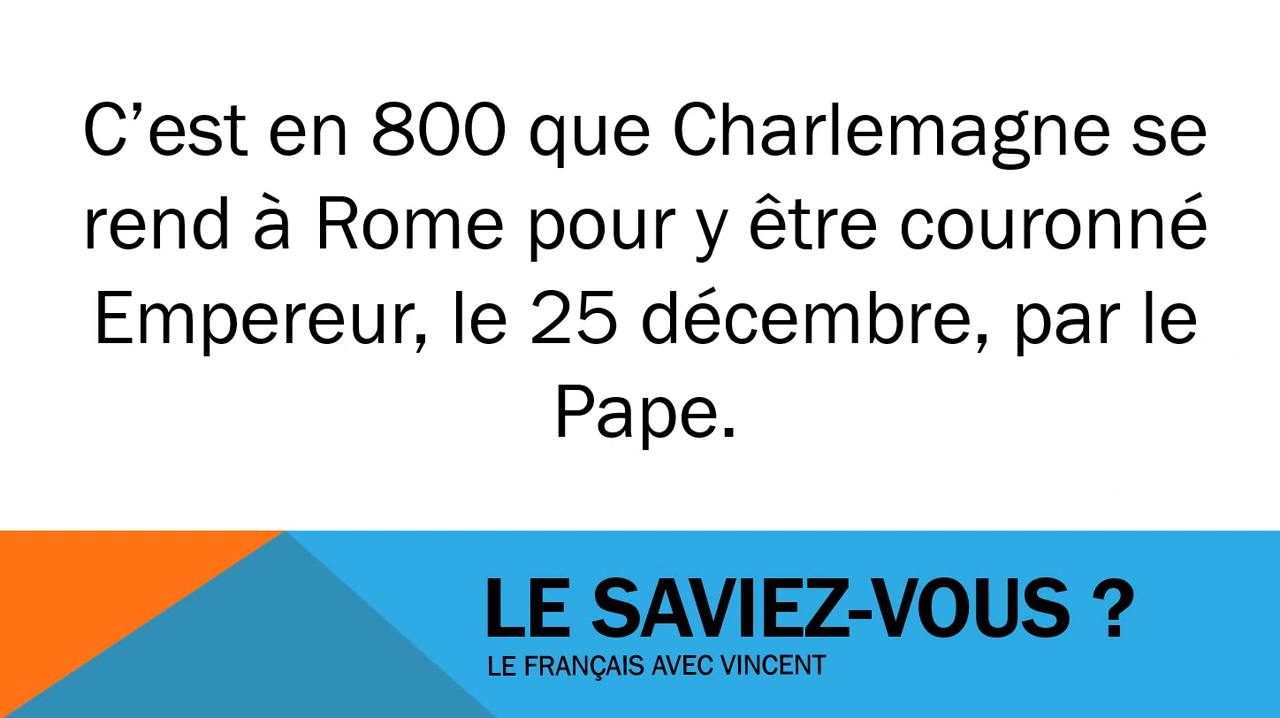 C’est en 800 que Charlemagne se
rend à Rome pour y être couronné
Empereur, le 25 décembre, par le
Pape.
LE SAVIEZ-VOUS ?
LE FRANÇAIS AVEC VINCENT